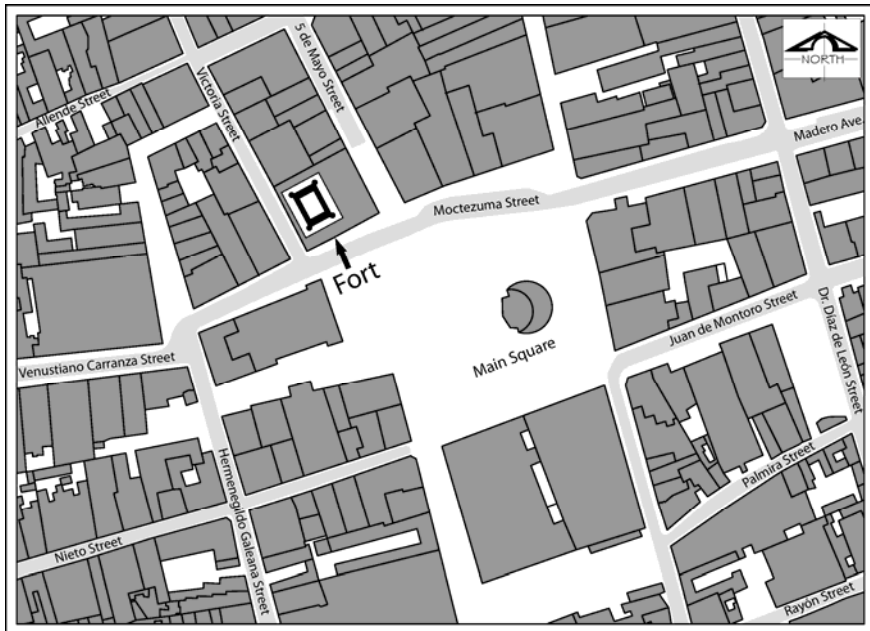 NORTH
5 de Mayo Street
Victoria Street
Allende Street
Madero Ave.
Moctezuma Street
Fort
Juan de Montoro Street
Dr. Díaz de León Street
Main Square
Venustiano Carranza Street
Hermenegildo Galeana Street
Palmira Street
Nieto Street
Rayón Street